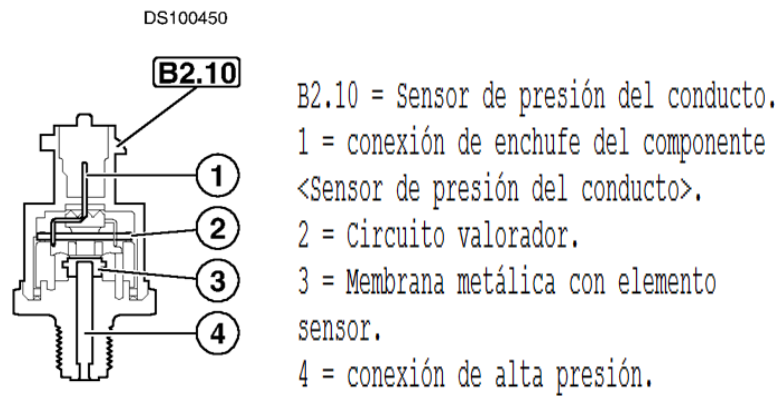 DS100450
B2.10
1
2
3
4
B2.10 = Sensor de presión del conducto.
1 = conexión de enchufe del componente
<Sensor de presión del conducto>.
2 = Circuito valorador.
3 = Membrana metálica con elemento
sensor.
4 = conexión de alta presión.